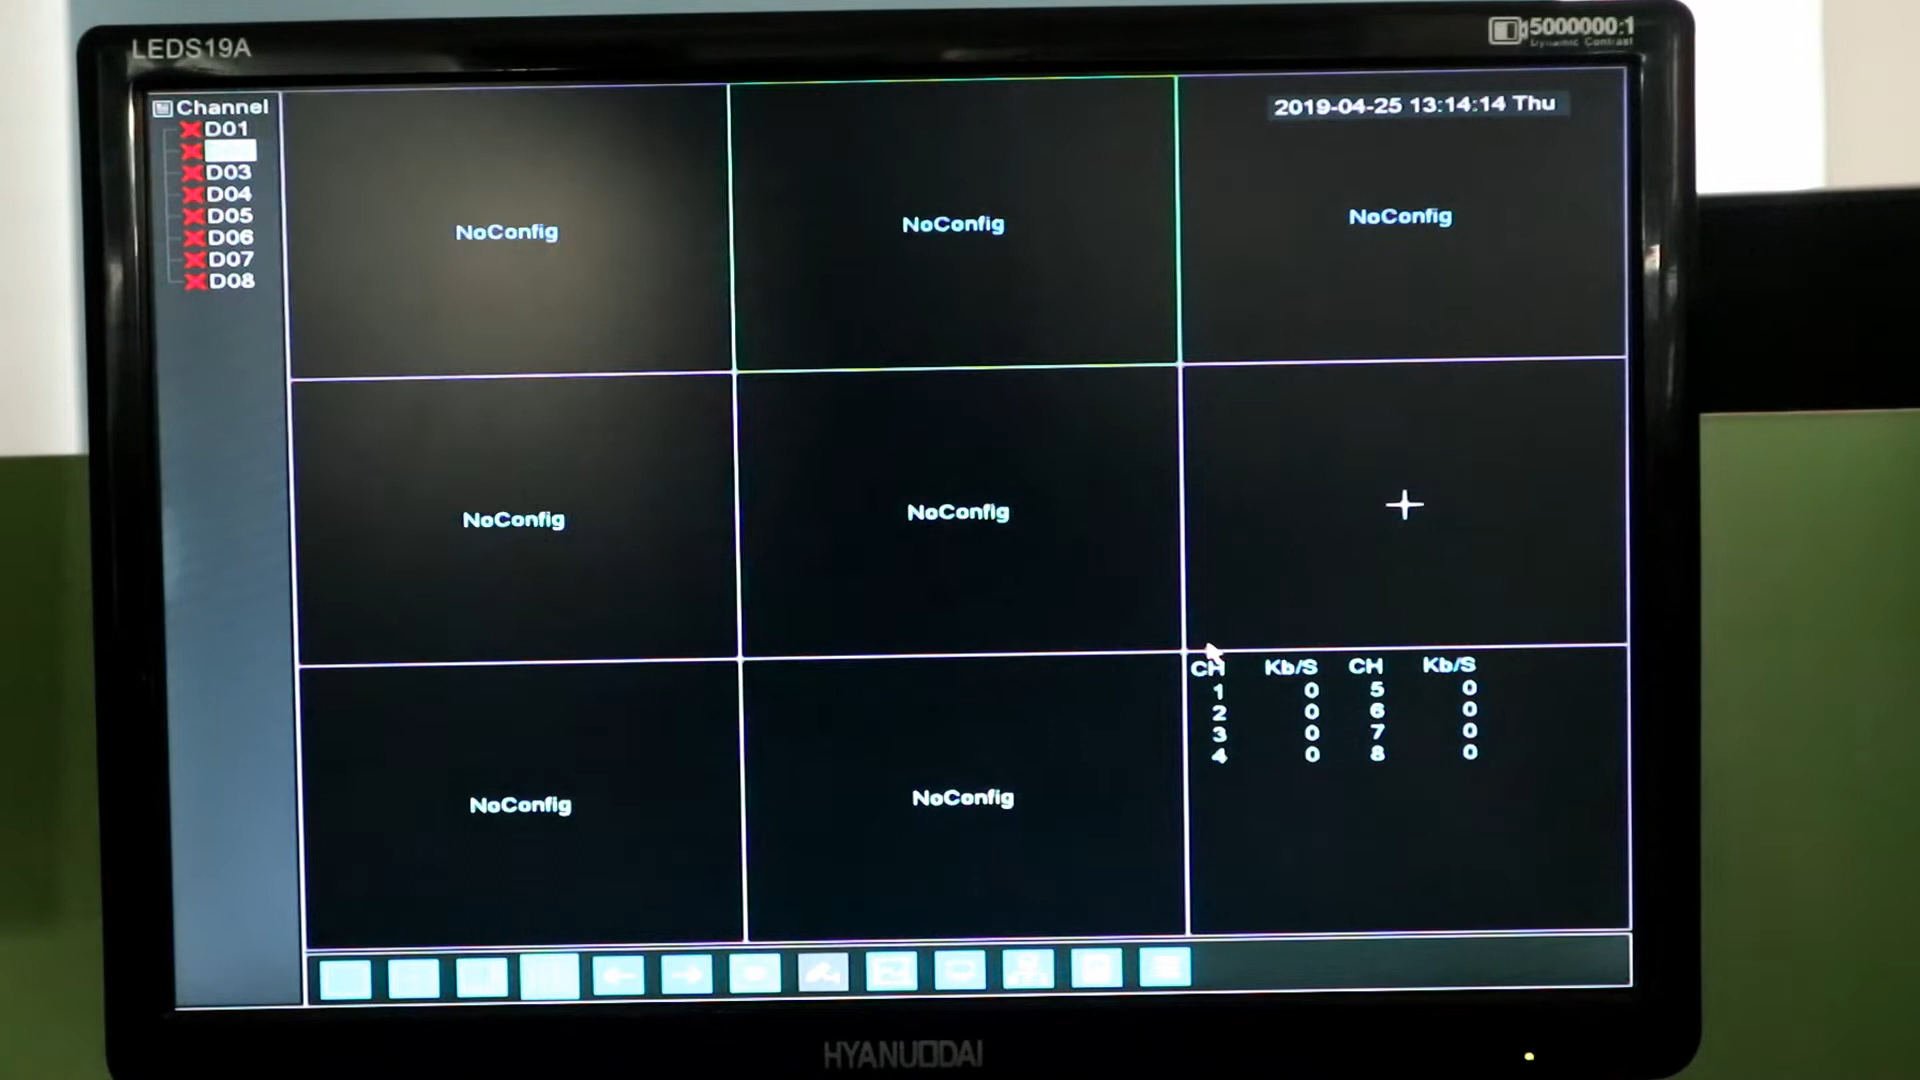 LEDS19A
5000000:1
Dynamic Contrast
Channel
D01
D03
D04
D05
D06
D07
D08
2019-04-25 13:14:14 Thu
NoConfig
NoConfig
NoConfig
NoConfig
NoConfig
NoConfig
NoConfig
CH Kb/S CH Kb/S
1 0 5 0
2 0 6 0
3 0 7 0
4 0 8 0
HYANUODAI